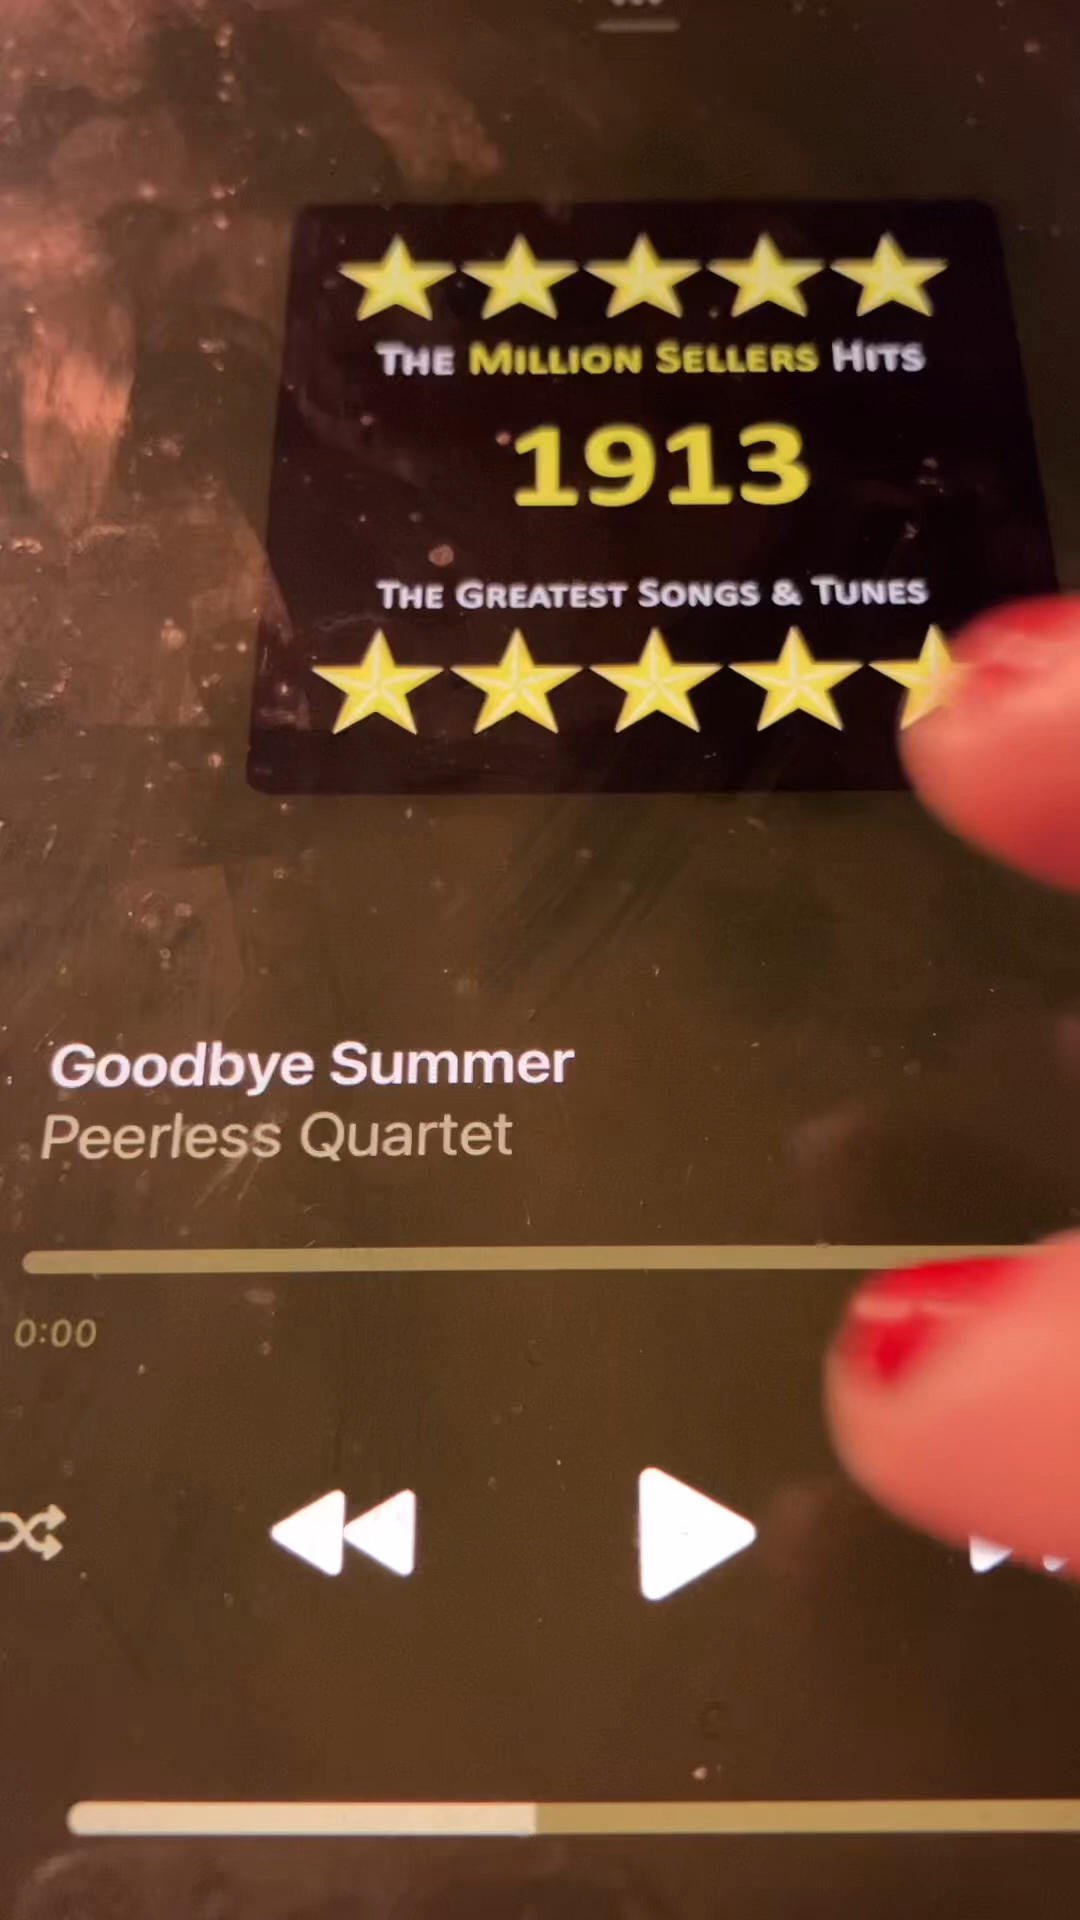 The Million Sellers Hits
1913
The Greatest Songs & Tunes
Goodbye Summer
Peerless Quartet
0:00